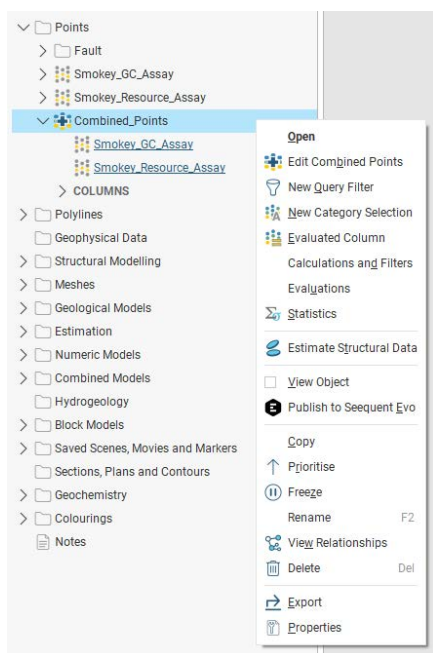 Points
Fault
Smokey_GC_Assay
Smokey_Resource_Assay
Combined_Points
Smokey_GC_Assay
Smokey_Resource_Assay
COLUMNS
Polylines
Geophysical Data
Structural Modelling
Meshes
Geological Models
Estimation
Numeric Models
Combined Models
Hydrogeology
Block Models
Saved Scenes, Movies and Markers
Sections, Plans and Contours
Geochemistry
Colourings
Notes
Open
Edit Combined Points
New Query Filter
New Category Selection
Evaluated Column
Calculations and Filters
Evaluations
Statistics
Estimate Structural Data
View Object
Publish to Seequent Evo
Copy
Prioritise
Freeze
Rename F2
View Relationships
Delete Del
Export
Properties